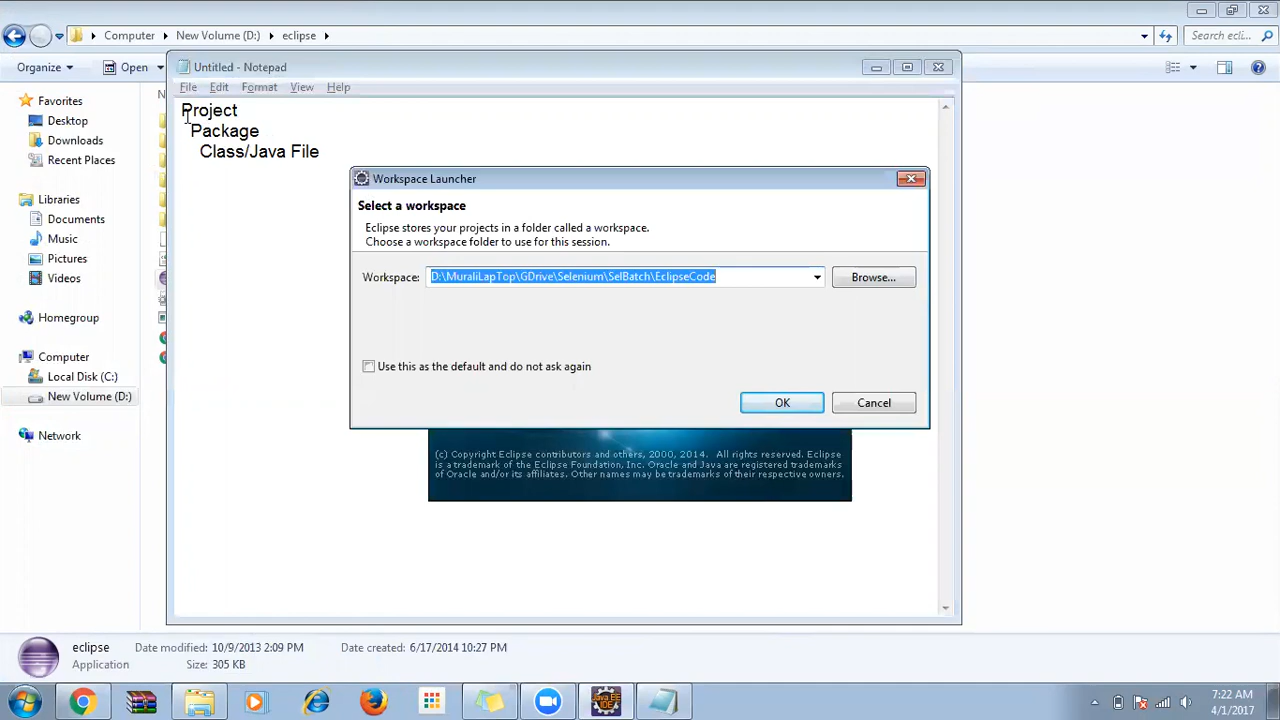 Computer
New Volume (D:)
eclipse
Search ecli...
Organize
Open
Favorites
Desktop
Downloads
Recent Places
Libraries
Documents
Music
Pictures
Videos
Homegroup
Computer
Local Disk (C:)
New Volume (D:)
Network
Untitled - Notepad
File Edit Format View Help
Project
Package
Class/Java File
Workspace Launcher
Select a workspace
Eclipse stores your projects in a folder called a workspace.
Choose a workspace folder to use for this session.
Workspace: D:\MuraliLapTop\GDrive\Selenium\SelBatch\EclipseCode
Browse...
Use this as the default and do not ask again
OK
Cancel
(c) Copyright Eclipse contributors and others, 2000, 2014. All rights reserved. Eclipse
is a trademark of the Eclipse Foundation, Inc. Oracle and Java are registered trademarks
of Oracle and/or its affiliates. Other names may be trademarks of their respective owners.
eclipse Date modified: 10/9/2013 2:09 PM Date created: 6/17/2014 10:27 PM
Application Size: 305 KB
Java EE
IDE
7:22 AM
4/1/2017